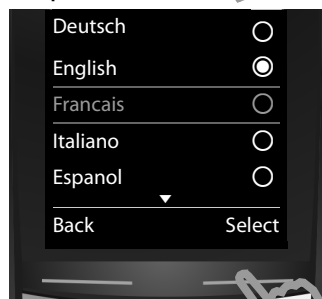 Deutsch
English
Francais
Italiano
Espanol
Back Select